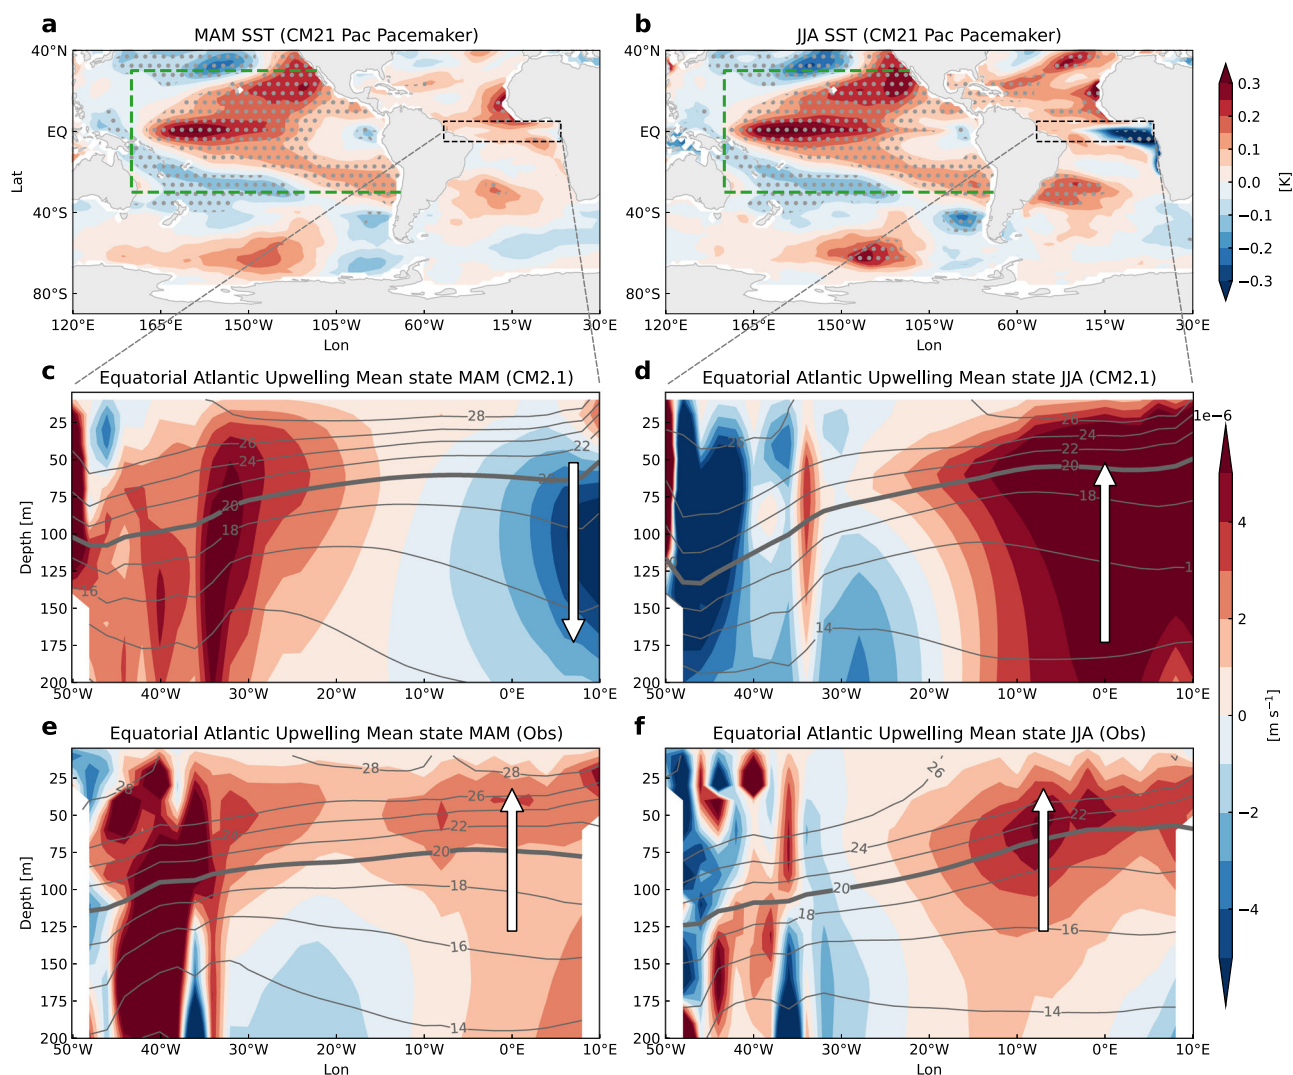 a
MAM SST (CM21 Pac Pacemaker)
b
JJA SST (CM21 Pac Pacemaker)
40°N
EQ
40°S
80°S
Lat
120°E 165°E 150°W 105°W 60°W 15°W 30°E
Lon
40°N
EQ
40°S
80°S
120°E 165°E 150°W 105°W 60°W 15°W 30°E
Lon
0.3
0.2
0.1
0.0
−0.1
−0.2
−0.3
[K]
c
Equatorial Atlantic Upwelling Mean state MAM (CM2.1)
25
50
75
100
125
150
175
200
Depth [m]
28
26
24
22
20
20
18
16
50°W 40°W 30°W 20°W 10°W 0°E 10°E
d
Equatorial Atlantic Upwelling Mean state JJA (CM2.1)
25
50
75
100
125
150
175
200
26
26
24
22
20
18
14
50°W 40°W 30°W 20°W 10°W 0°E 10°E
1e−6
4
2
0
−2
−4
[m s−1]
e
Equatorial Atlantic Upwelling Mean state MAM (Obs)
25
50
75
100
125
150
175
200
Depth [m]
28
28
28
26
24
22
20
18
16
14
50°W 40°W 30°W 20°W 10°W 0°E 10°E
Lon
f
Equatorial Atlantic Upwelling Mean state JJA (Obs)
25
50
75
100
125
150
175
200
26
24
22
20
18
16
14
50°W 40°W 30°W 20°W 10°W 0°E 10°E
Lon